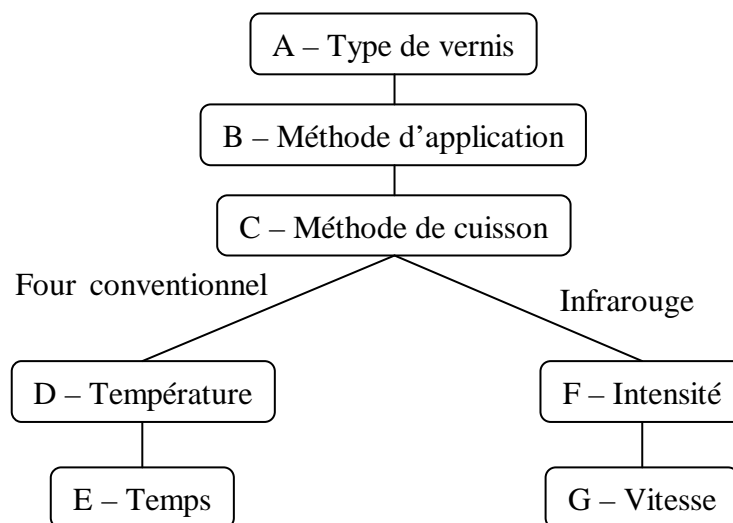 A – Type de vernis
B – Méthode d’application
C – Méthode de cuisson
Four conventionnel
Infrarouge
D – Température
F – Intensité
E – Temps
G – Vitesse